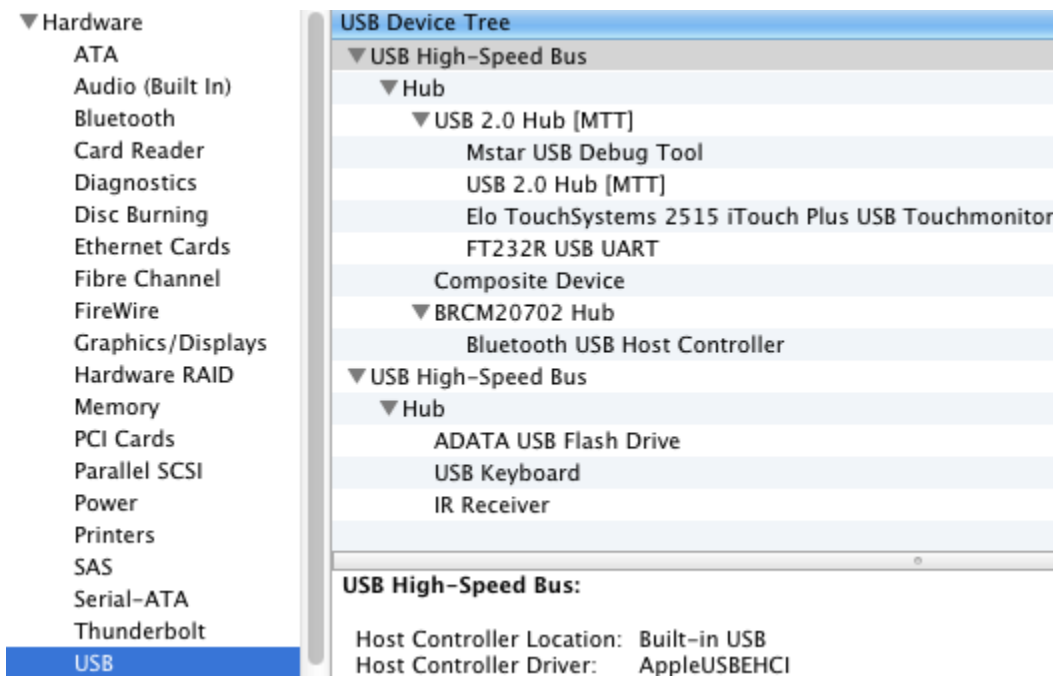 Hardware
ATA
Audio (Built In)
Bluetooth
Card Reader
Diagnostics
Disc Burning
Ethernet Cards
Fibre Channel
FireWire
Graphics/Displays
Hardware RAID
Memory
PCI Cards
Parallel SCSI
Power
Printers
SAS
Serial-ATA
Thunderbolt
USB
USB Device Tree
USB High-Speed Bus
Hub
USB 2.0 Hub [MTT]
Mstar USB Debug Tool
USB 2.0 Hub [MTT]
Elo TouchSystems 2515 iTouch Plus USB Touchmonitor
FT232R USB UART
Composite Device
BRCM20702 Hub
Bluetooth USB Host Controller
USB High-Speed Bus
Hub
ADATA USB Flash Drive
USB Keyboard
IR Receiver
USB High-Speed Bus:
Host Controller Location: Built-in USB
Host Controller Driver: AppleUSBEHCI